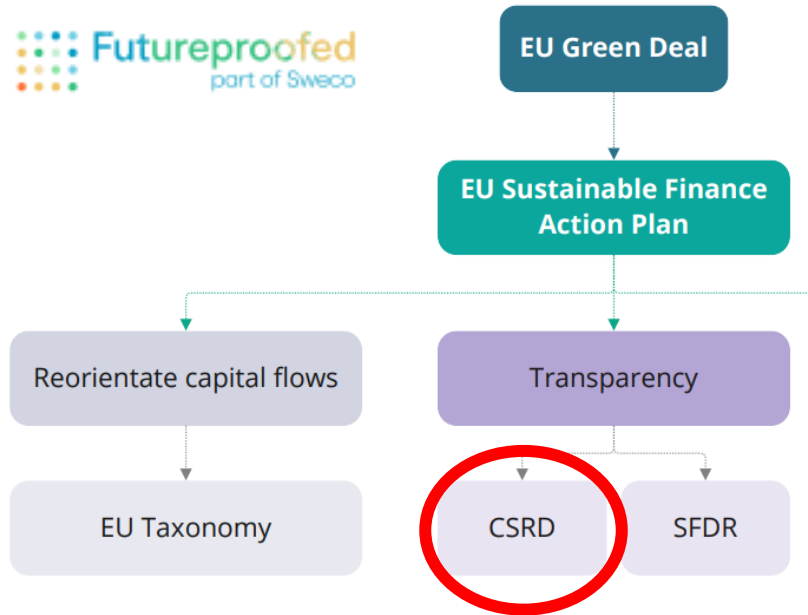 Futureproofed
part of Sweco
EU Green Deal
EU Sustainable Finance
Action Plan
Reorientate capital flows
Transparency
EU Taxonomy
CSRD
SFDR